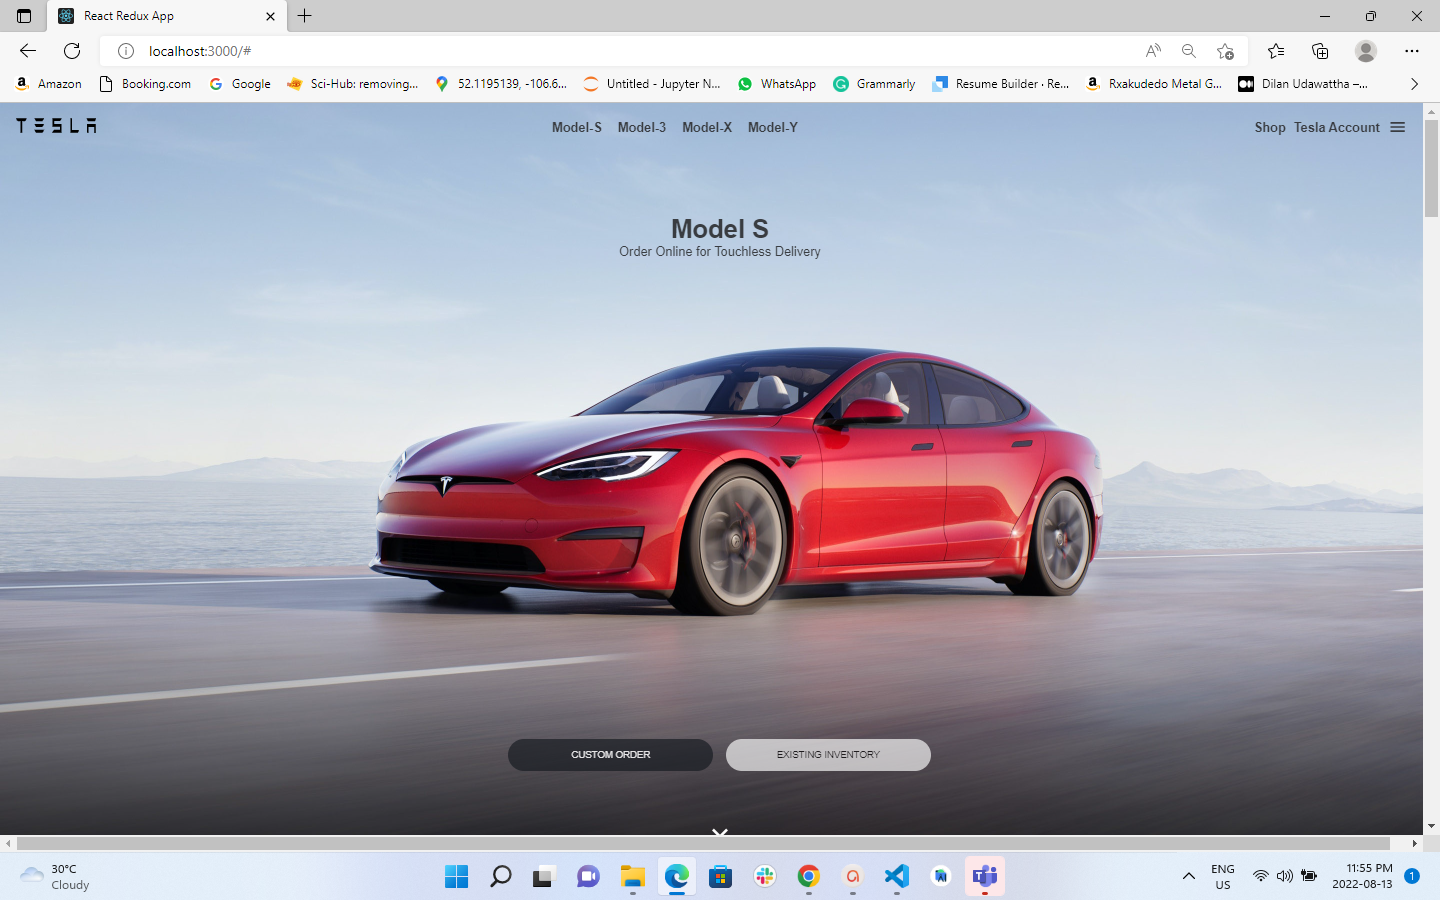 React Redux App
localhost:3000/#
Amazon
Booking.com
Google
Sci-Hub: removing...
52.1195139, -106.6...
Untitled - Jupyter N...
WhatsApp
Grammarly
Resume Builder · Re...
Rxakudedo Metal G...
Dilan Udawattha –...
TESLA
Model-S Model-3 Model-X Model-Y
Shop Tesla Account
Model S
Order Online for Touchless Delivery
CUSTOM ORDER
EXISTING INVENTORY
30°C
Cloudy
ENG
US
11:55 PM
2022-08-13
1